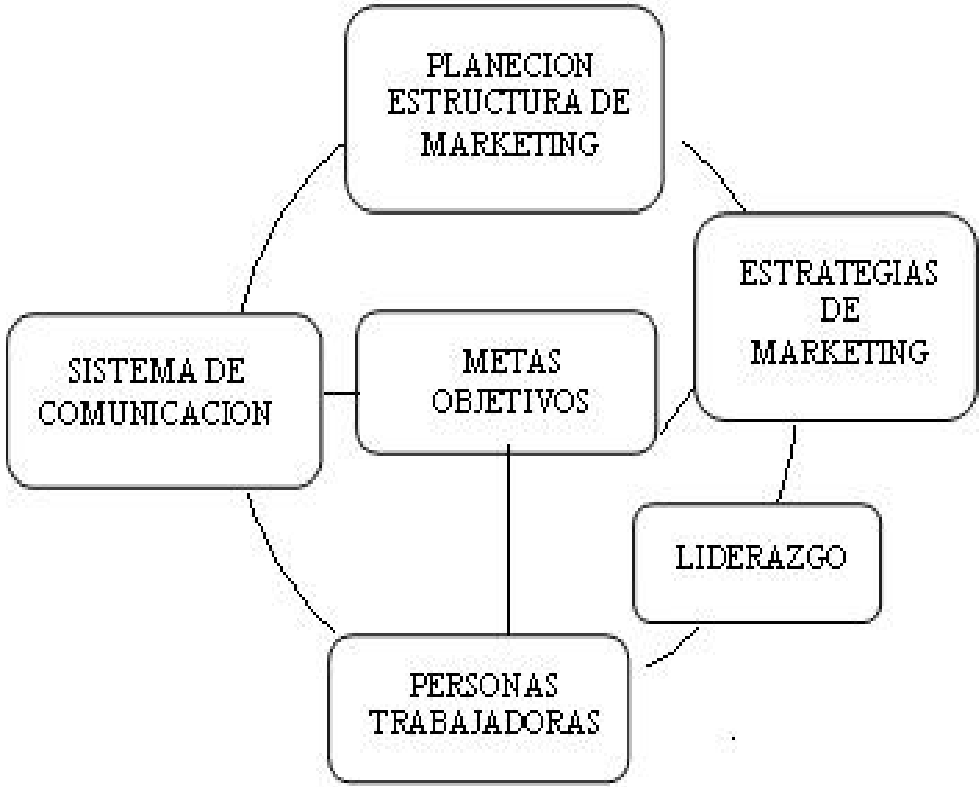 PLANECION
ESTRUCTURA DE
MARKETING
ESTRATEGIAS
DE
MARKETING
SISTEMA DE
COMUNICACION
METAS
OBJETIVOS
LIDERAZGO
PERSONAS
TRABAJADORAS